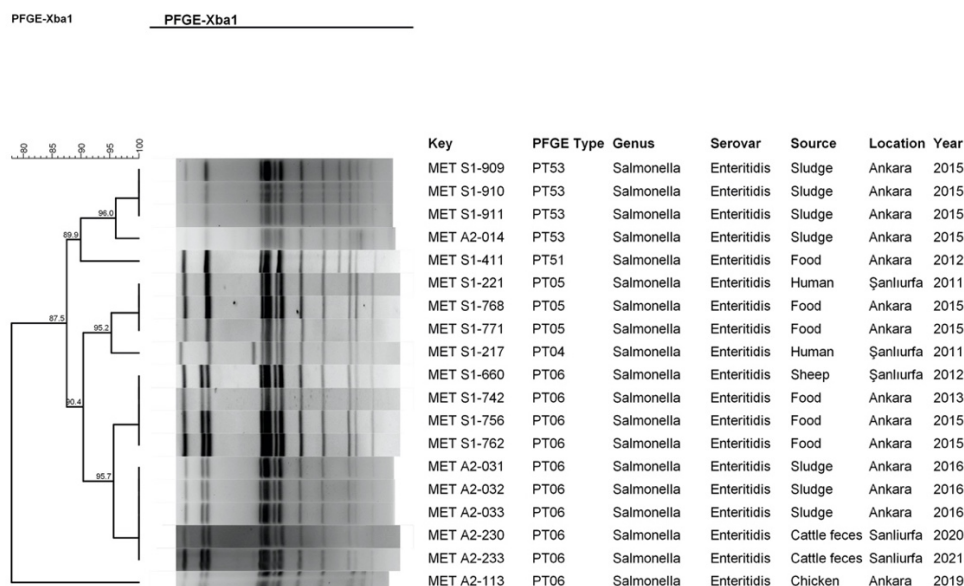 PFGE-Xba1 PFGE-Xba1
80 85 90 95 100
Key PFGE Type Genus Serovar Source Location Year
MET S1-909 PT53 Salmonella Enteritidis Sludge Ankara 2015
MET S1-910 PT53 Salmonella Enteritidis Sludge Ankara 2015
96.0 MET S1-911 PT53 Salmonella Enteritidis Sludge Ankara 2015
89.9 MET A2-014 PT53 Salmonella Enteritidis Sludge Ankara 2015
MET S1-411 PT51 Salmonella Enteritidis Food Ankara 2012
MET S1-221 PT05 Salmonella Enteritidis Human Şanlıurfa 2011
MET S1-768 PT05 Salmonella Enteritidis Food Ankara 2015
87.5 95.2 MET S1-771 PT05 Salmonella Enteritidis Food Ankara 2015
MET S1-217 PT04 Salmonella Enteritidis Human Şanlıurfa 2011
MET S1-660 PT06 Salmonella Enteritidis Sheep Şanlıurfa 2012
90.4 MET S1-742 PT06 Salmonella Enteritidis Food Ankara 2013
MET S1-756 PT06 Salmonella Enteritidis Food Ankara 2015
MET S1-762 PT06 Salmonella Enteritidis Food Ankara 2015
95.7 MET A2-031 PT06 Salmonella Enteritidis Sludge Ankara 2016
MET A2-032 PT06 Salmonella Enteritidis Sludge Ankara 2016
MET A2-033 PT06 Salmonella Enteritidis Sludge Ankara 2016
MET A2-230 PT06 Salmonella Enteritidis Cattle feces Sanliurfa 2020
MET A2-233 PT06 Salmonella Enteritidis Cattle feces Sanliurfa 2021
MET A2-113 PT06 Salmonella Enteritidis Chicken Ankara 2019